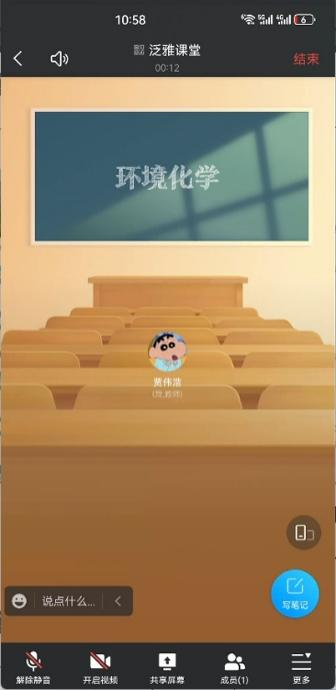 10:58
泛雅课堂
00:12
结束
环境化学
贾伟浩
(我,教师)
写笔记
说点什么...
解除静音
开启视频
共享屏幕
成员(1)
更多